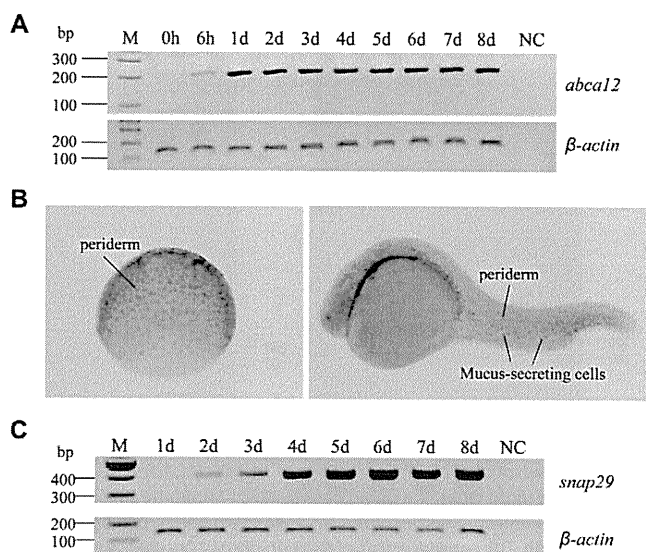 A
bp M 0h 6h 1d 2d 3d 4d 5d 6d 7d 8d NC
300
200
100
abca12
200
100
β-actin
B
periderm
periderm
Mucus-secreting cells
C
bp M 1d 2d 3d 4d 5d 6d 7d 8d NC
400
300
snap29
200
100
β-actin